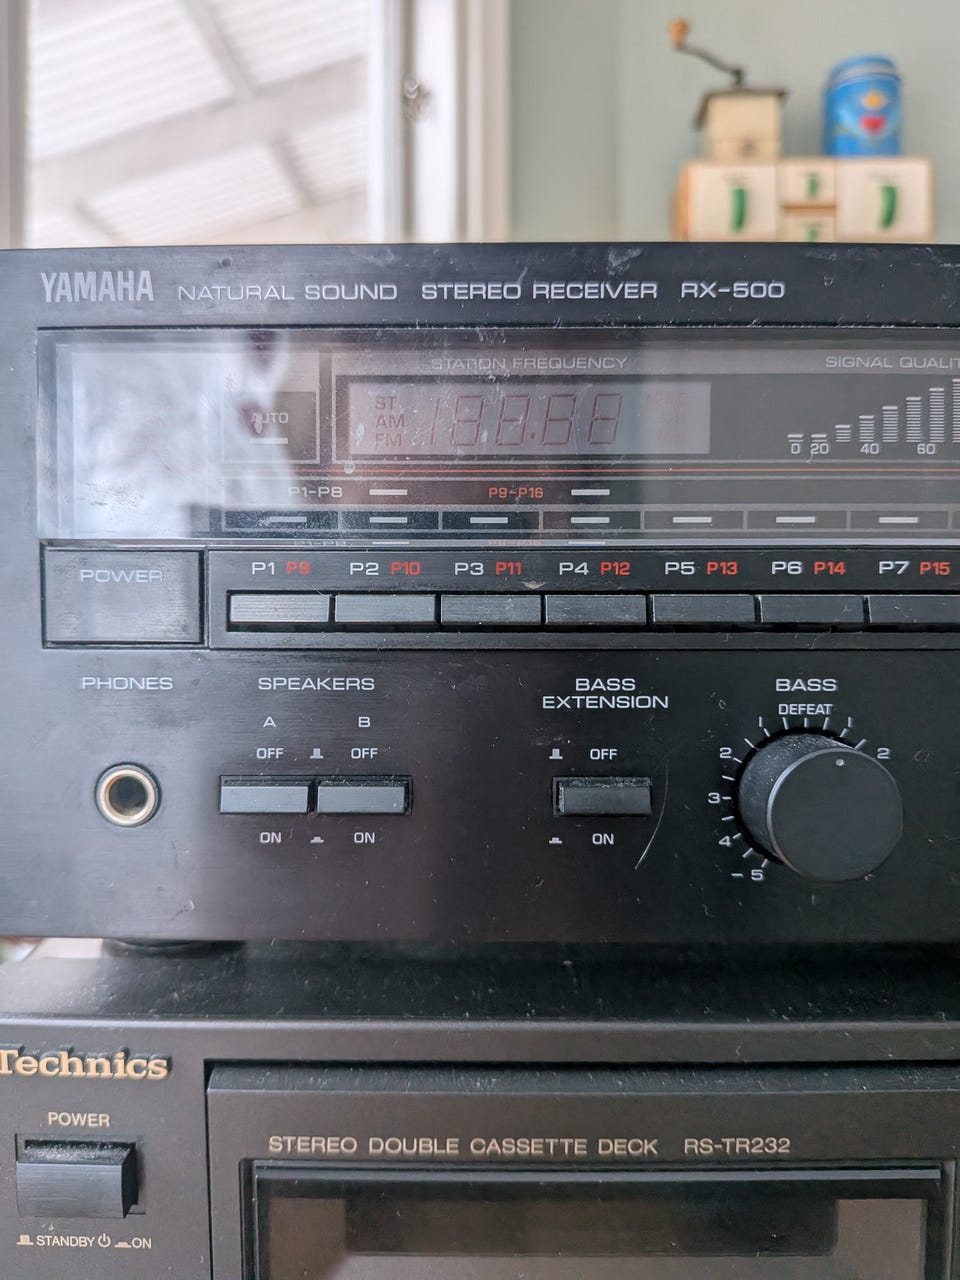 YAMAHA NATURAL SOUND STEREO RECEIVER RX-500
STATION FREQUENCY SIGNAL QUALIT
AUTO
ST
AM
FM
0 20 40 60
P1-P8 P9-P16
POWER
P1 P9 P2 P10 P3 P11 P4 P12 P5 P13 P6 P14 P7 P15
PHONES
SPEAKERS
A B
OFF OFF
ON ON
BASS
EXTENSION
OFF
ON
BASS
DEFEAT
1 1
2 2
3
4
- 5
Technics
POWER
STANDBY ON
STEREO DOUBLE CASSETTE DECK RS-TR232